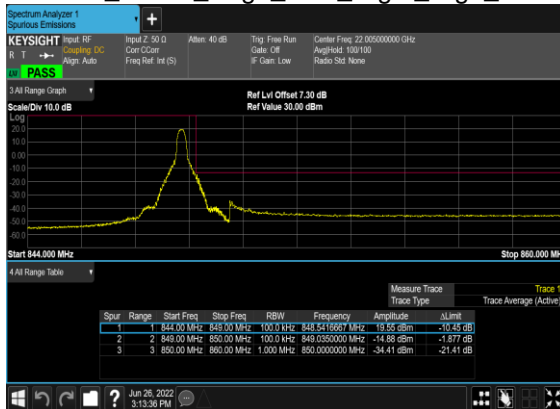 Spectrum Analyzer 1
Spurious Emissions
+
KEYSIGHT Input: RF Input Z: 50 Ω Atten: 40 dB Trig: Free Run Center Freq: 22.005000000 GHz
R T Coupling: DC Corr CCorr Gate: Off Avg|Hold: 100/100
Align: Auto Freq Ref: Int (S) IF Gain: Low Radio Std: None
PASS
3 All Range Graph Ref Lvl Offset 7.30 dB
Scale/Div 10.0 dB Ref Value 30.00 dBm
Log
20.0
10.0
0.00
-10.0
-20.0
-30.0
-40.0
-50.0
-60.0
Start 844.000 MHz Stop 860.000 MH
4 All Range Table
Measure Trace Trace 1
Trace Type Trace Average (Active)
Spur Range Start Freq Stop Freq RBW Frequency Amplitude ΔLimit
1 1 844.00 MHz 849.00 MHz 100.0 kHz 848.5416667 MHz 19.55 dBm -10.45 dB
2 2 849.00 MHz 850.00 MHz 100.0 kHz 849.0350000 MHz -14.88 dBm -1.877 dB
3 3 850.00 MHz 860.00 MHz 1.000 MHz 850.0000000 MHz -34.41 dBm -21.41 dB
? Jun 26, 2022
3:13:36 PM